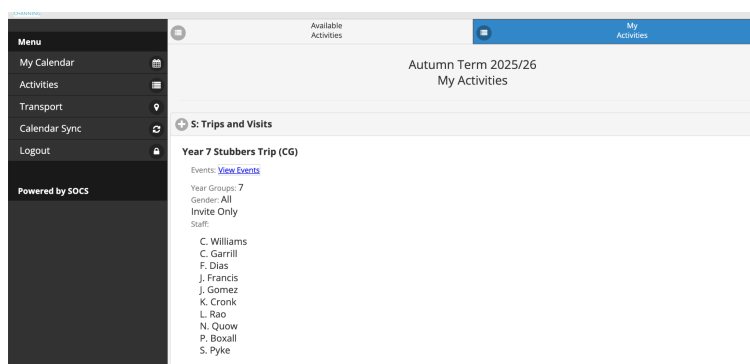 CHANNING
Available
Activities
My
Activities
Menu
My Calendar
Activities
Transport
Calendar Sync
Logout
Powered by SOCS
Autumn Term 2025/26
My Activities
S: Trips and Visits
Year 7 Stubbers Trip (CG)
Events: View Events
Year Groups: 7
Gender: All
Invite Only
Staff:
C. Williams
C. Garrill
F. Dias
J. Francis
J. Gomez
K. Cronk
L. Rao
N. Quow
P. Boxall
S. Pyke